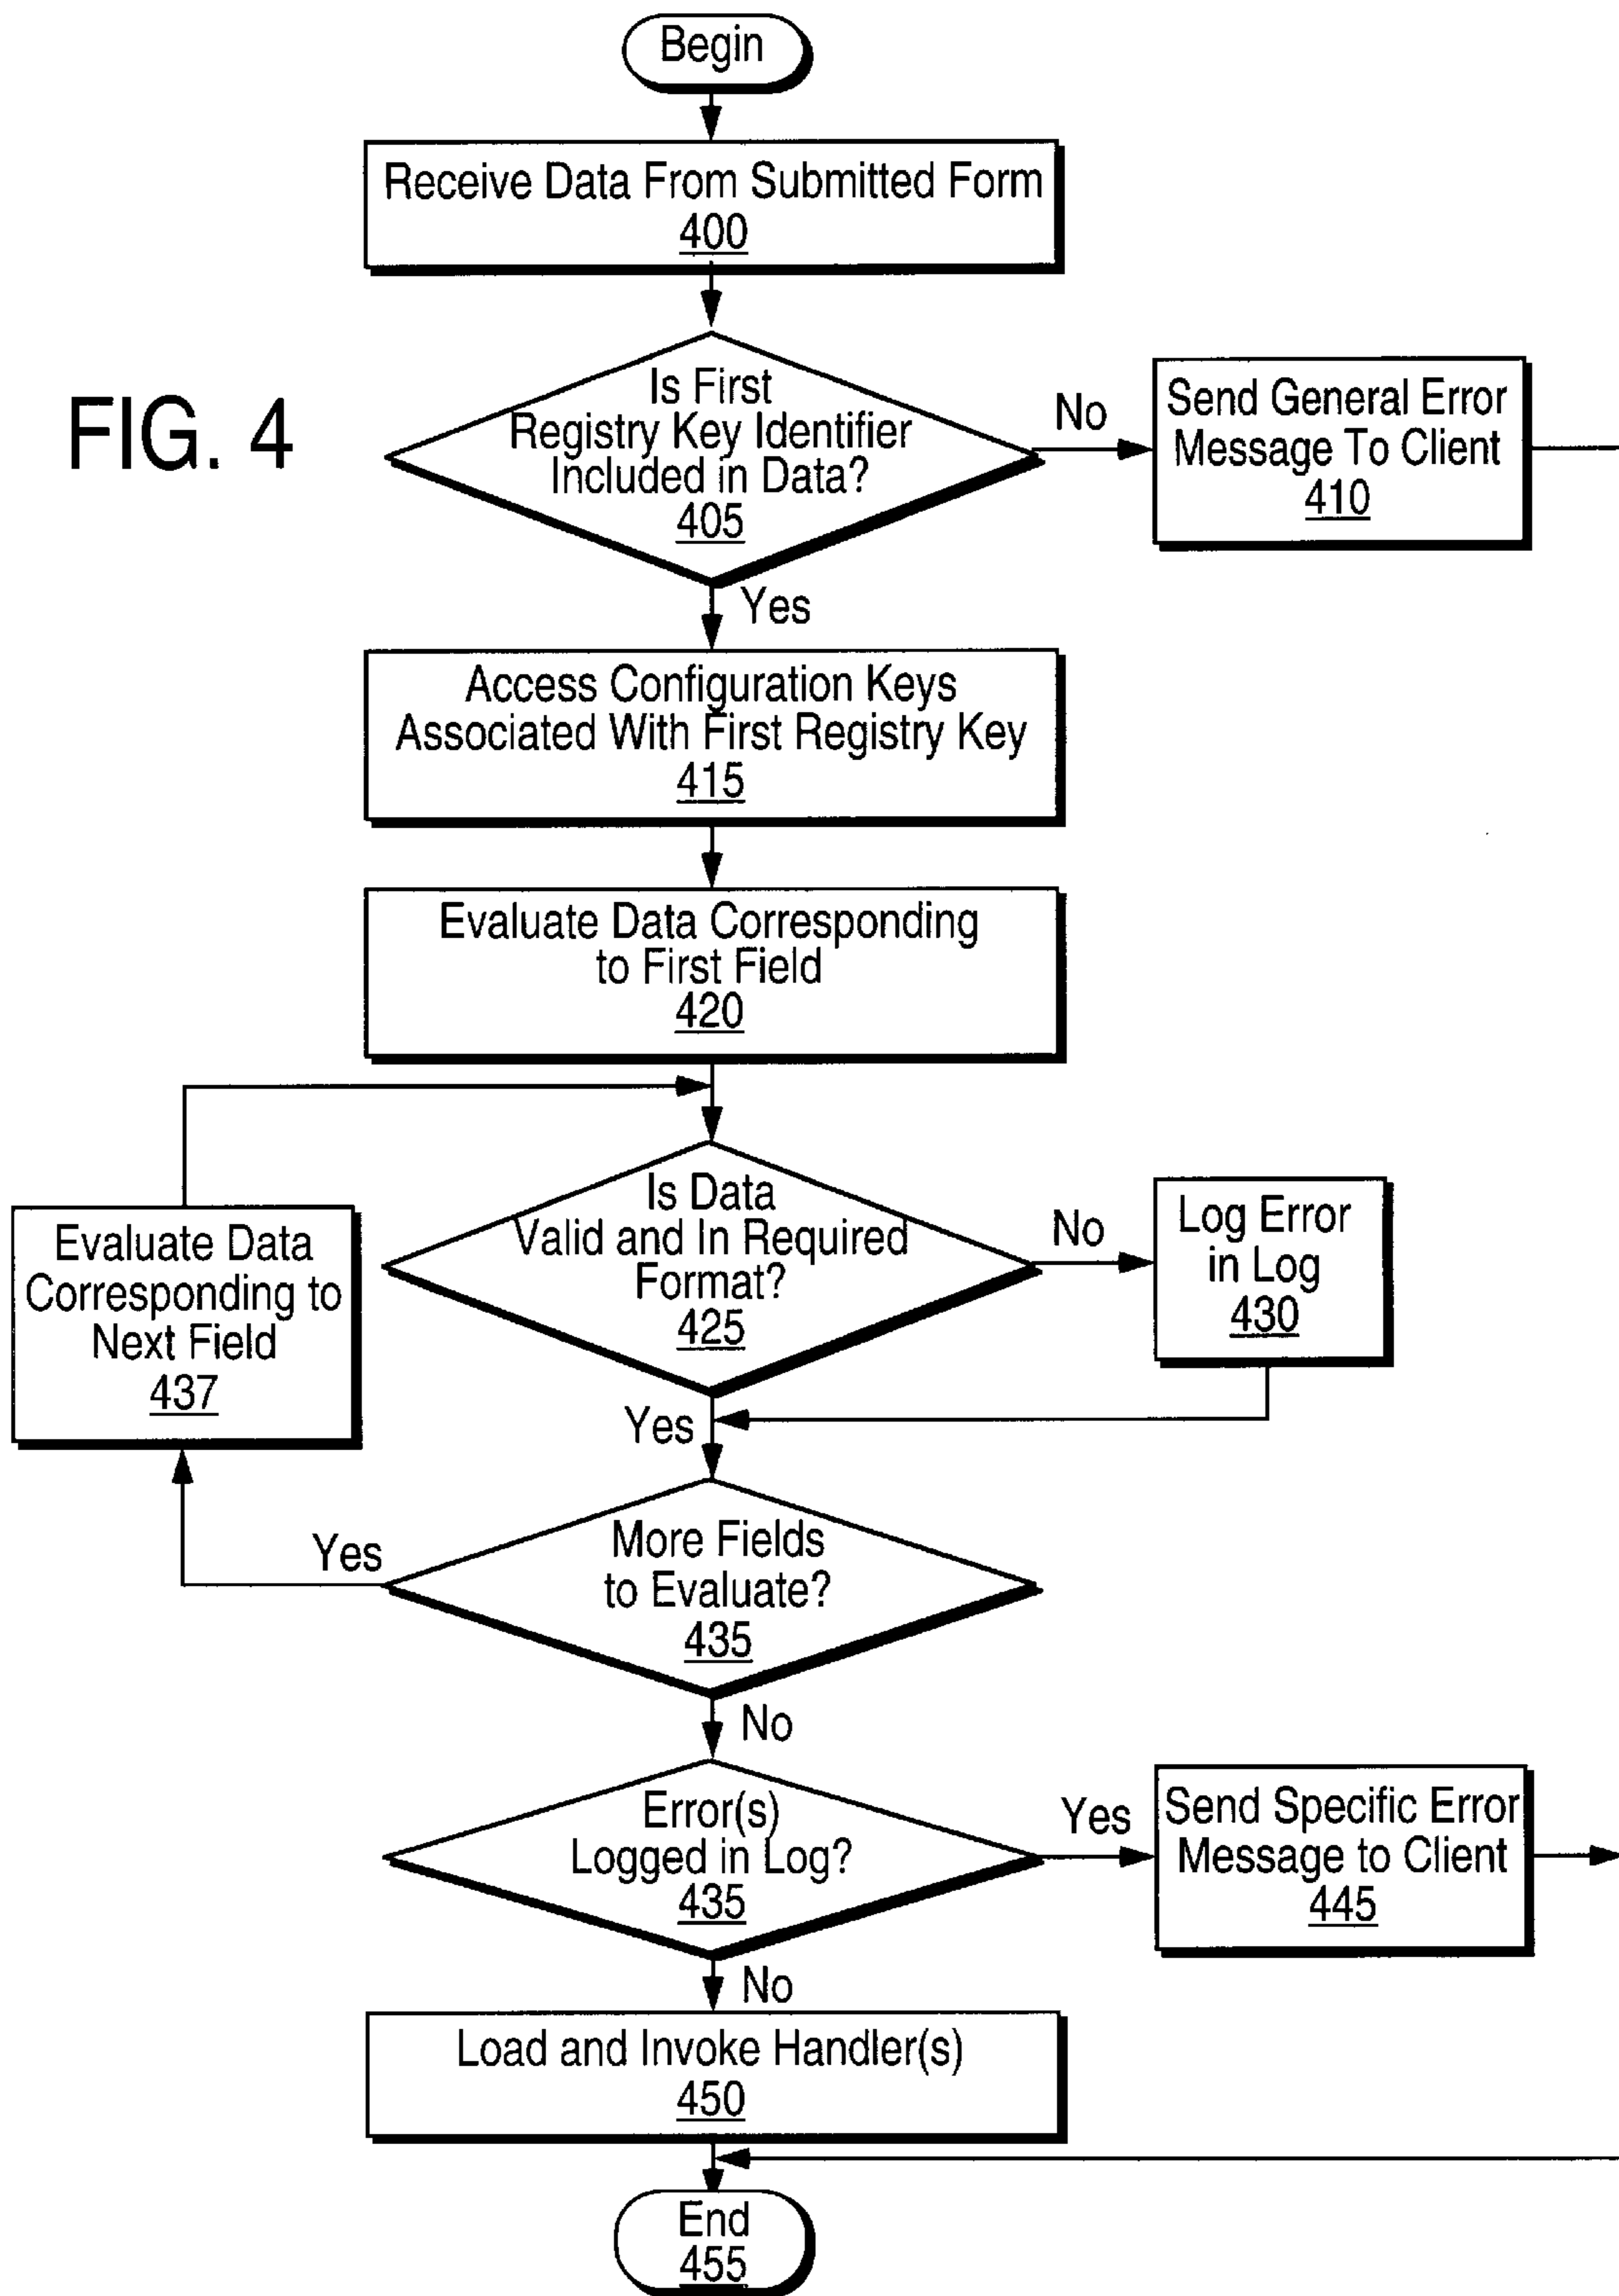 Begin
Receive Data From Submitted Form
400
FIG. 4
Is First
Registry Key Identifier
Included in Data?
405
No
Send General Error
Message To Client
410
Yes
Access Configuration Keys
Associated With First Registry Key
415
Evaluate Data Corresponding
to First Field
420
Is Data
Valid and In Required
Format?
425
No
Log Error
in Log
430
Evaluate Data
Corresponding to
Next Field
437
Yes
More Fields
to Evaluate?
435
Yes
No
Error(s)
Logged in Log?
435
Yes
Send Specific Error
Message to Client
445
No
Load and Invoke Handler(s)
450
End
455